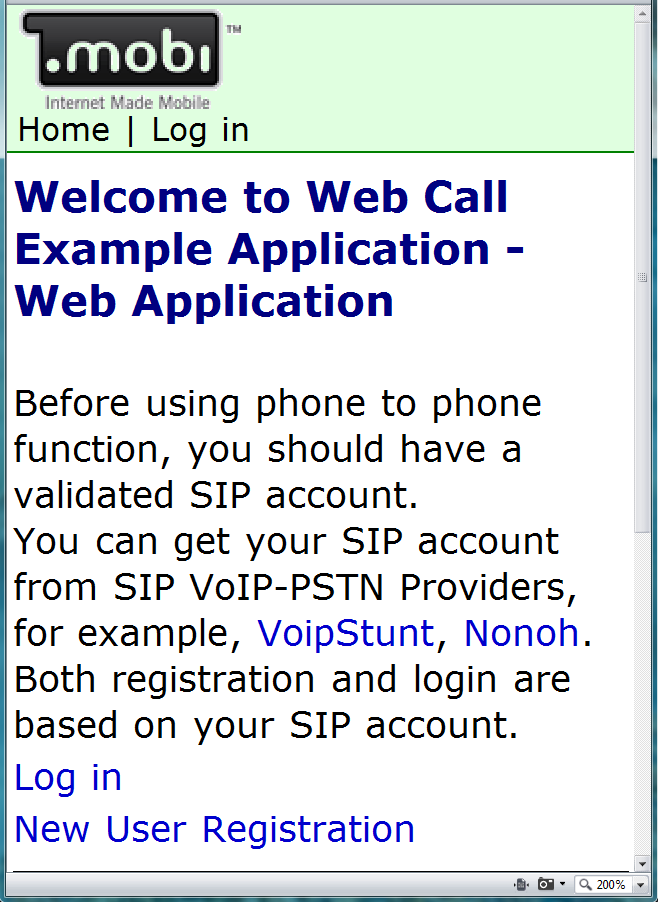 .mobi™
Internet Made Mobile
Home | Log in
Welcome to Web Call
Example Application -
Web Application
Before using phone to phone
function, you should have a
validated SIP account.
You can get your SIP account
from SIP VoIP-PSTN Providers,
for example, VoipStunt, Nonoh.
Both registration and login are
based on your SIP account.
Log in
New User Registration
200%